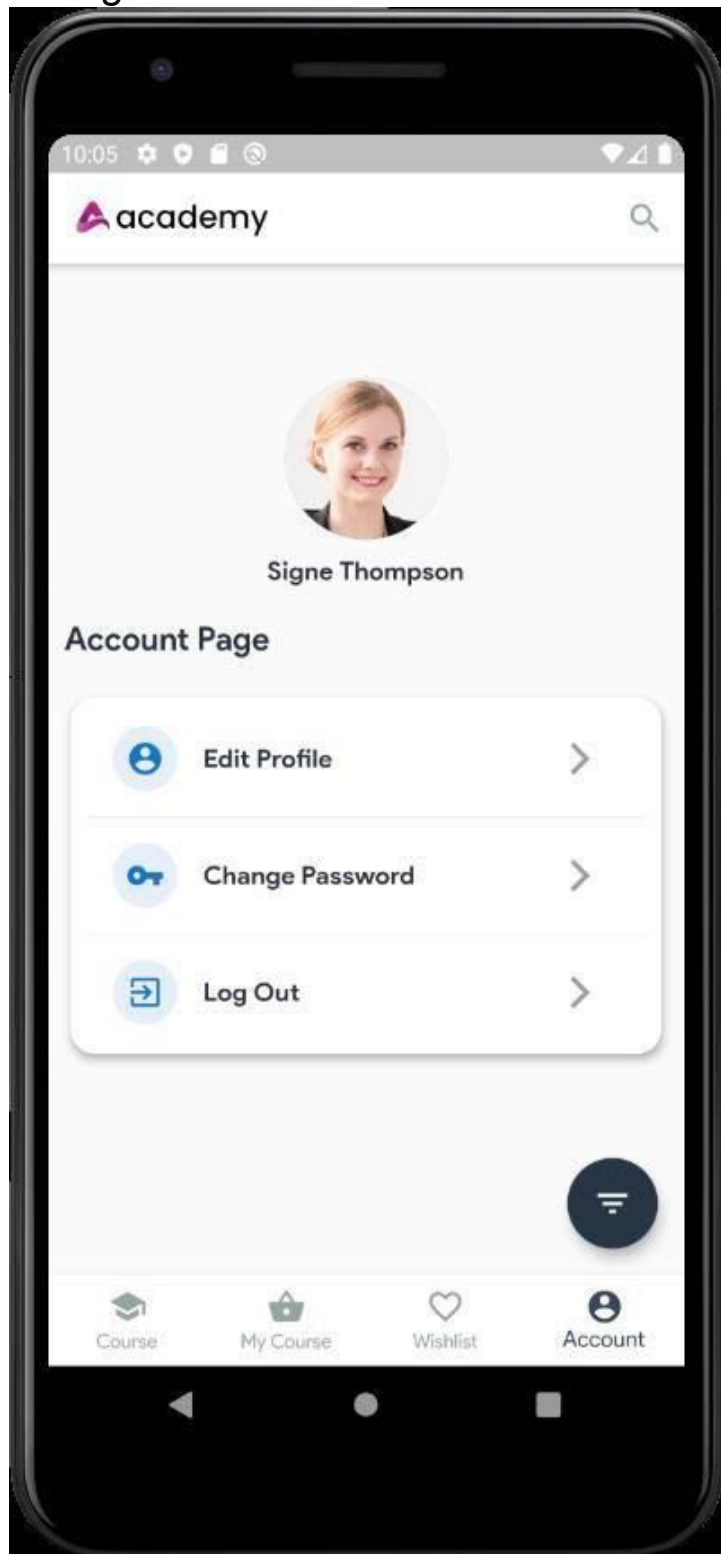 10:05
academy
Signe Thompson
Account Page
Edit Profile
Change Password
Log Out
Course
My Course
Wishlist
Account